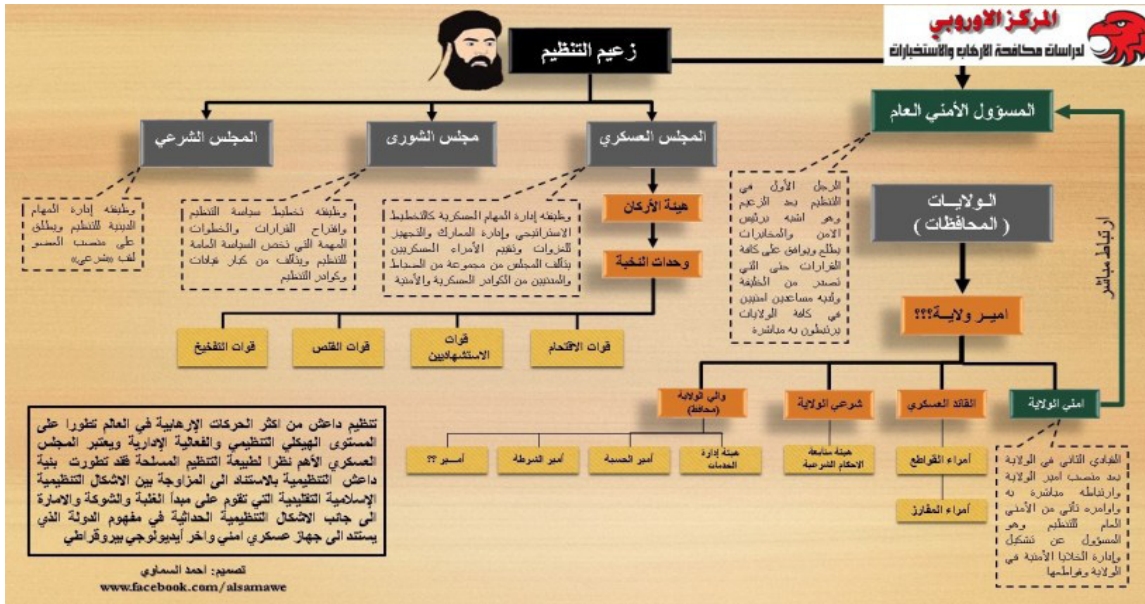 المركز الاوروبي
لدراسات مكافحة الارهاب والاستخبارات
زعيم التنظيم
المسؤول الأمني العام
المجلس العسكري
مجلس الشورى
المجلس الشرعي
الرجل الأول في
التنظيم بعد الزعيم
وهو اشبه برئيس
الامن والمخابرات
يطلع ويوافق على كافة
القرارات حتى التي
تصدر من الخليفة
ولديه مساعدين امنيين
في كافة الولايات
يرتبطون به مباشرة
وظيفته إدارة المهام العسكرية كالتخطيط
الاستراتيجي وإدارة المعارك والتجهيز
للغزوات وتقييم الأمراء العسكريين
يتألف المجلس من مجموعة من الضباط
والمدنيين من الكوادر العسكرية والأمنية
وظيفته تخطيط سياسة التنظيم
واقتراح القرارات والخطوات
المهمة التي تخص السياسة العامة
للتنظيم ويتألف من كبار قيادات
وكوادر التنظيم
وظيفته إدارة المهام
الدينية للتنظيم ويطلق
على منصب العضو
لقب «شرعي»
هيئة الأركان
وحدات النخبة
قوات الاقتحام
قوات
الاستشهاديين
قوات القنص
قوات التفخيخ
الـولايـــات
( المحافظات )
ارتباط مباشر
اميـر ولايـة؟؟؟
امني الولاية
القائد العسكري
شرعي الولاية
والي الولاية
(محافظ)
أمراء القواطع
أمراء المفارز
هيئة متابعة
الاحكام الشرعية
هيئة إدارة
الخدمات
أمير الحسبة
أمير الشرطة
أمـير ؟؟
القيادي الثاني في الولاية
بعد منصب امير الولاية
وارتباطه مباشرة به
واوامره تأتي من الأمني
العام للتنظيم وهو
المسؤول عن تشكيل
وإدارة الخلايا الأمنية في
الولاية وقواطعها
تنظيم داعش من اكثر الحركات الإرهابية في العالم تطورا على
المستوى الهيكلي التنظيمي والفعالية الإدارية ويعتبر المجلس
العسكري الأهم نظرا لطبيعة التنظيم المسلحة فقد تطورت بنية
داعش التنظيمية بالاستناد الى المزاوجة بين الاشكال التنظيمية
الإسلامية التقليدية التي تقوم على مبدأ الغلبة والشوكة والامارة
الى جانب الاشكال التنظيمية الحداثية في مفهوم الدولة الذي
يستند الى جهاز عسكري امني واخر أيديولوجي بيروقراطي
تصميم: احمد السماوي
www.facebook.com/alsamawe